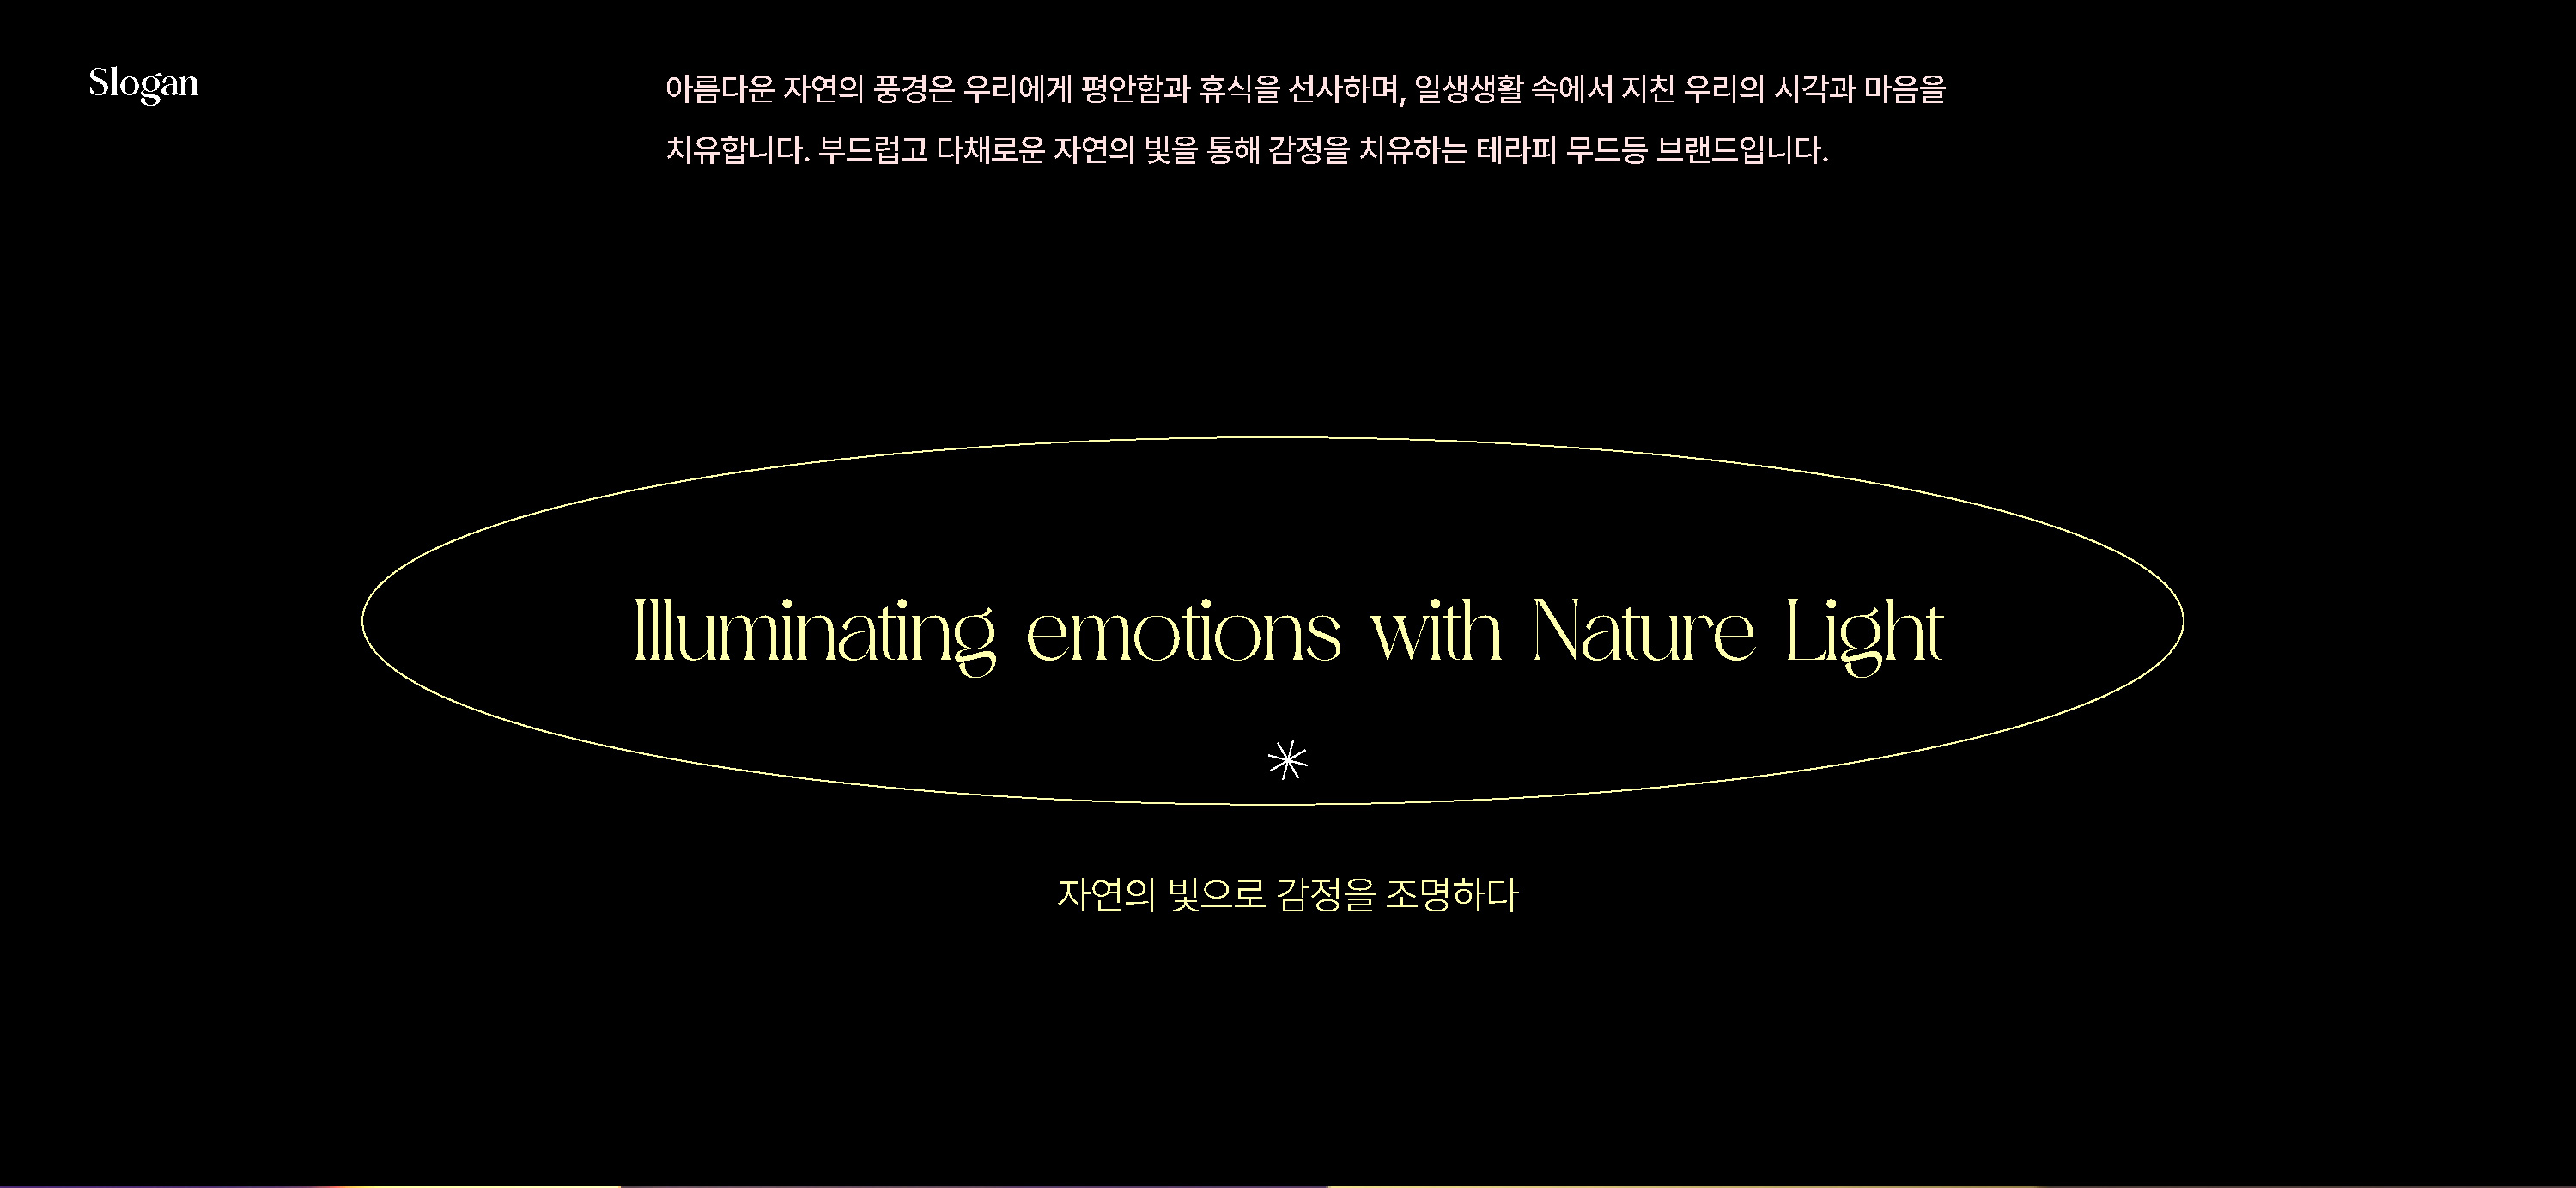 Slogan
아름다운 자연의 풍경은 우리에게 평안함과 휴식을 선사하며, 일생생활 속에서 지친 우리의 시각과 마음을
치유합니다. 부드럽고 다채로운 자연의 빛을 통해 감정을 치유하는 테라피 무드등 브랜드입니다.
Illuminating emotions with Nature Light
자연의 빛으로 감정을 조명하다